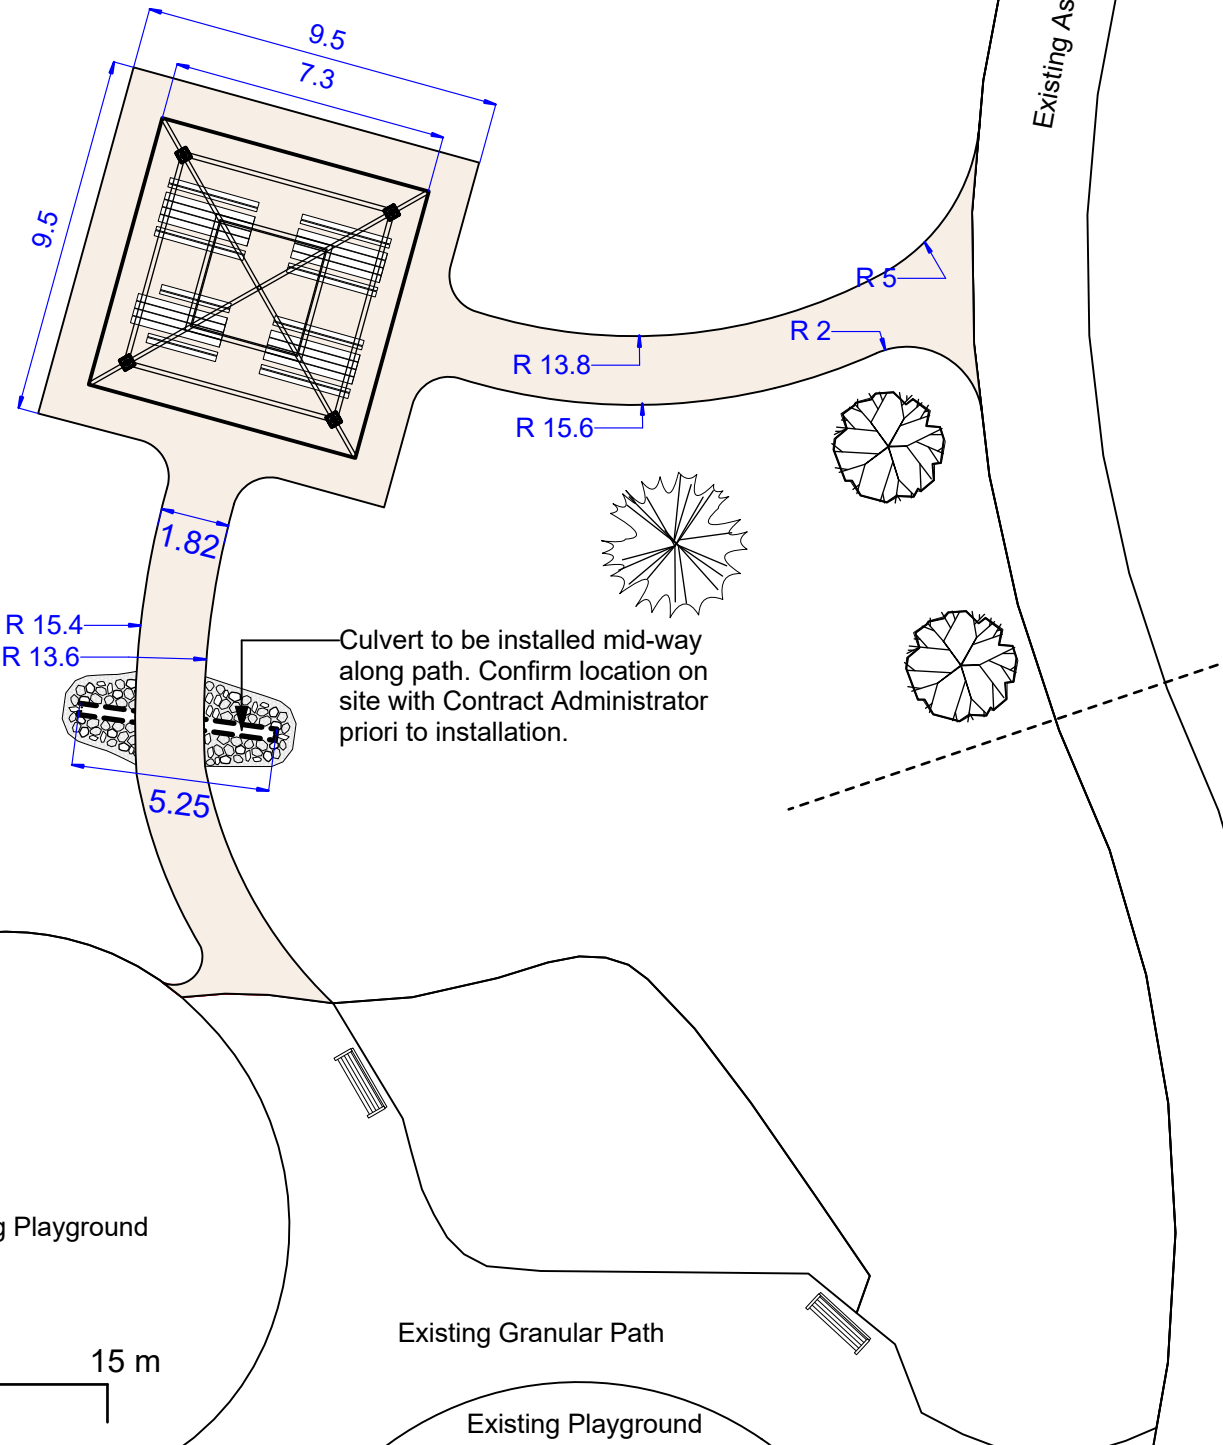 9.5
7.3
9.5
Existing As
R 5
R 2
R 13.8
R 15.6
1.82
R 15.4
R 13.6
Culvert to be installed mid-way
along path. Confirm location on
site with Contract Administrator
priori to installation.
5.25
g Playground
Existing Granular Path
15 m
Existing Playground